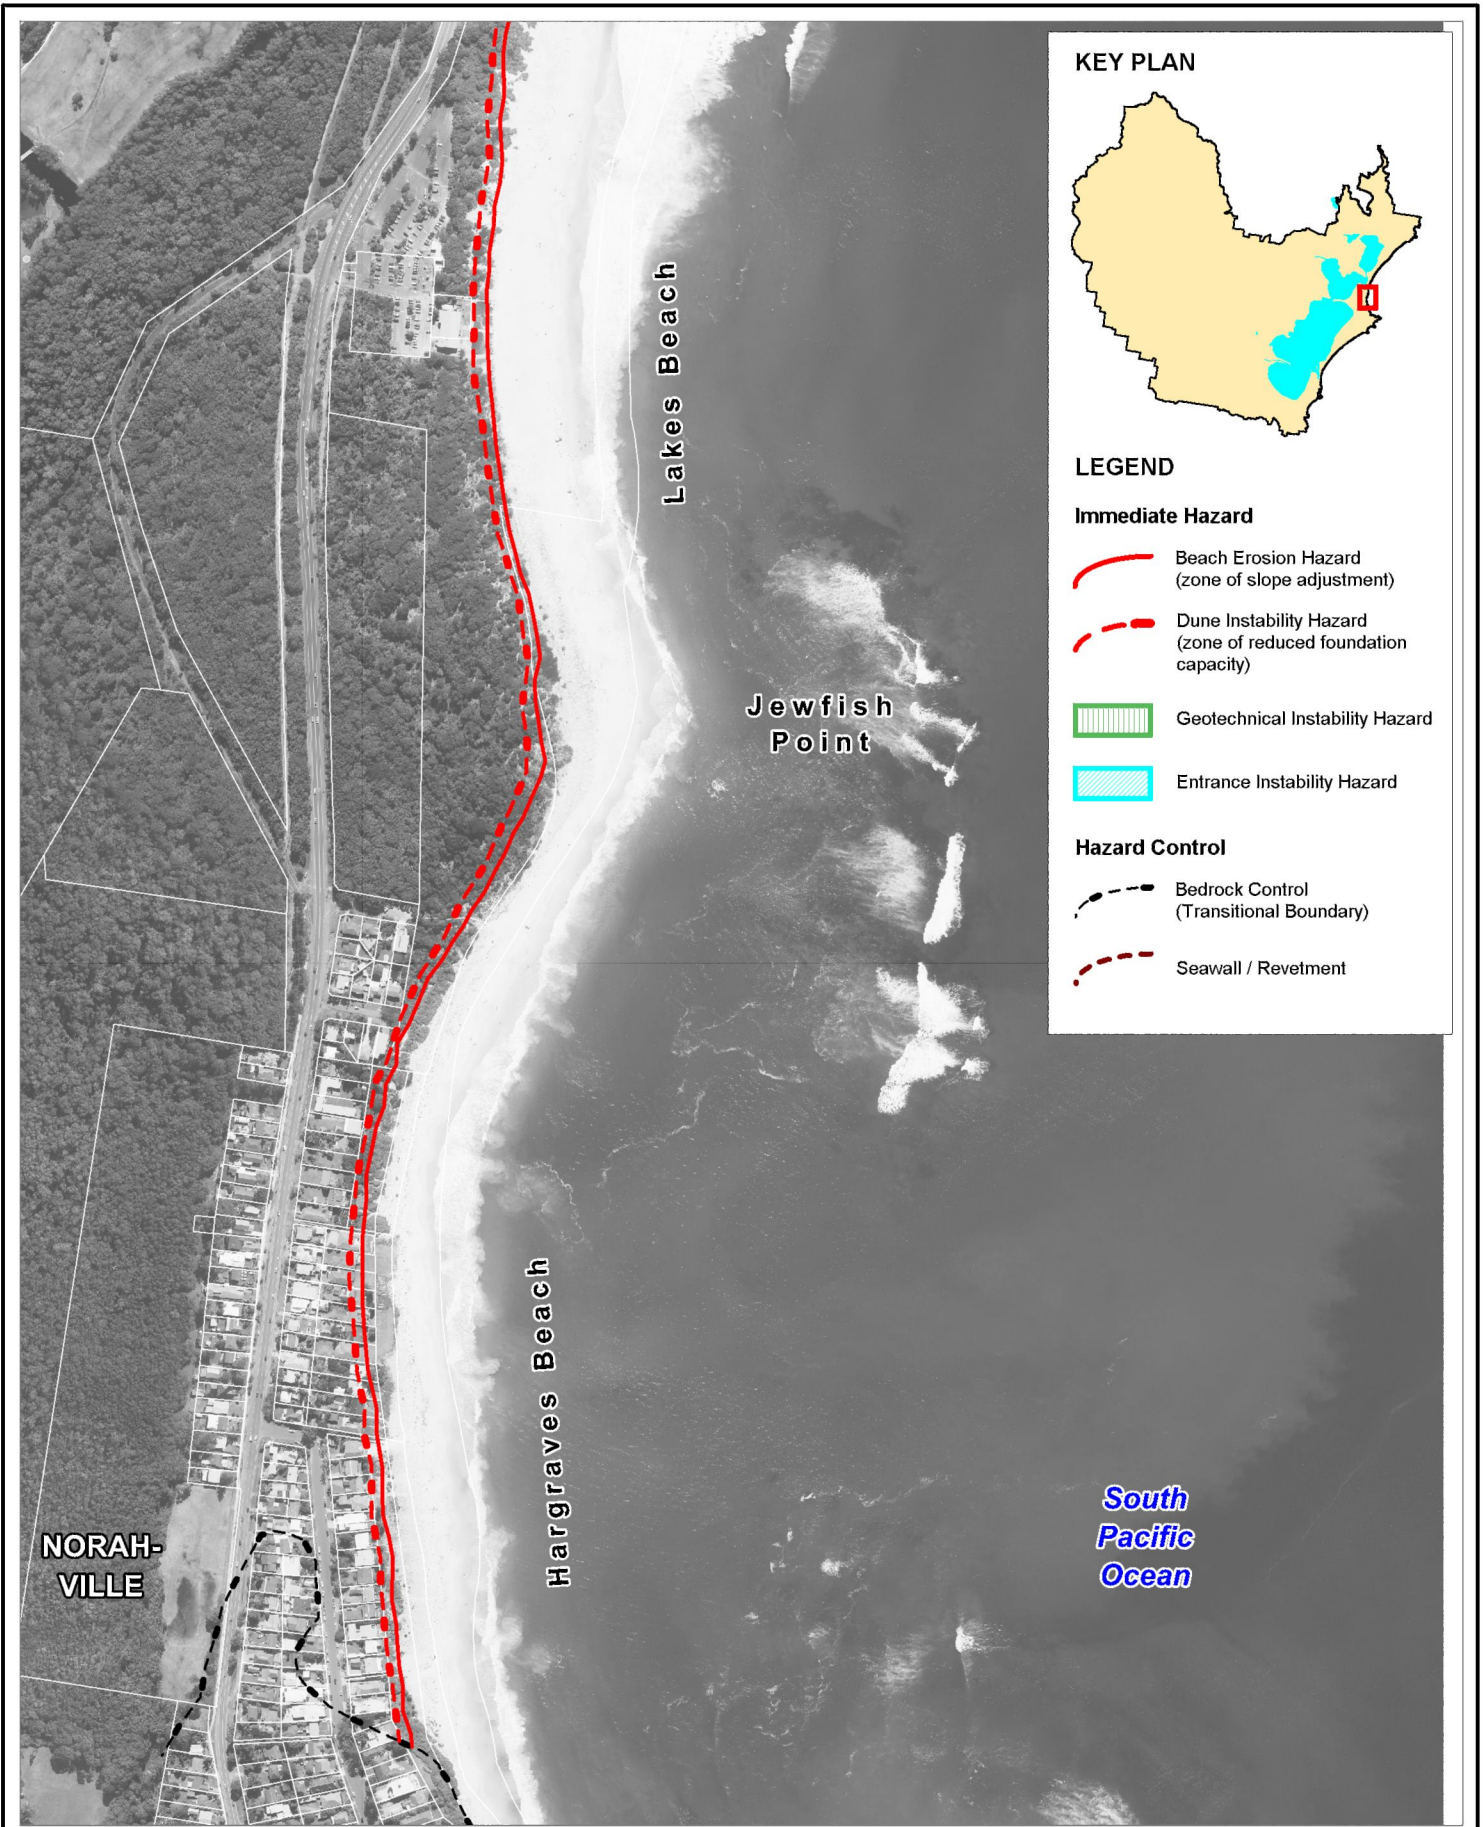 KEY PLAN
LEGEND
Immediate Hazard
Beach Erosion Hazard
(zone of slope adjustment)
Dune Instability Hazard
(zone of reduced foundation
capacity)
Geotechnical Instability Hazard
Entrance Instability Hazard
Hazard Control
Bedrock Control
(Transitional Boundary)
Seawall / Revetment
Lakes Beach
Jewfish
Point
Hargraves Beach
South
Pacific
Ocean
NORAH-
VILLE